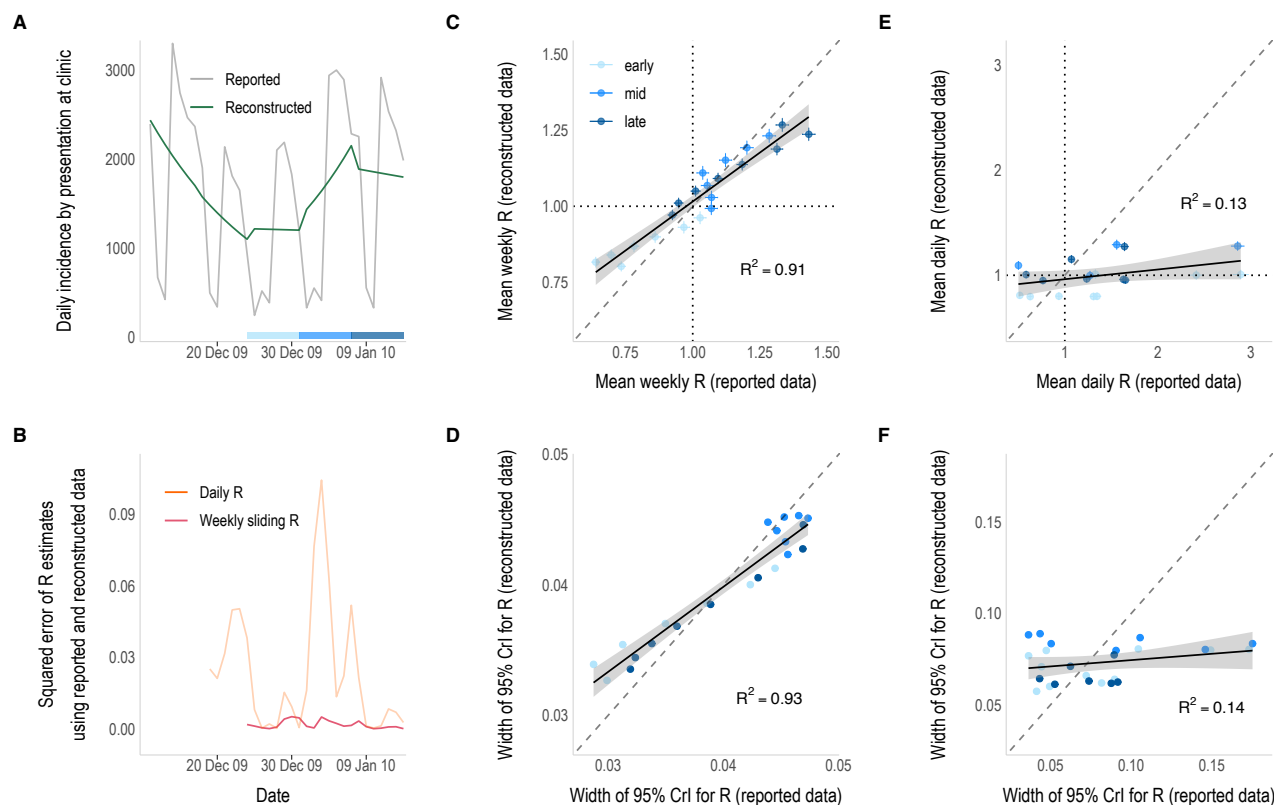 A
Daily incidence by presentation at clinic
3000
2000
1000
0
Reported
Reconstructed
20 Dec 09
30 Dec 09
09 Jan 10
B
Squared error of R estimates
using reported and reconstructed data
0.09
0.06
0.03
0.00
Daily R
Weekly sliding R
20 Dec 09
30 Dec 09
09 Jan 10
Date
C
Mean weekly R (reconstructed data)
1.50
1.25
1.00
0.75
early
mid
late
R² = 0.91
0.75
1.00
1.25
1.50
Mean weekly R (reported data)
D
Width of 95% CrI for R (reconstructed data)
0.05
0.04
0.03
R² = 0.93
0.03
0.04
0.05
Width of 95% CrI for R (reported data)
E
Mean daily R (reconstructed data)
3
2
1
R² = 0.13
1
2
3
Mean daily R (reported data)
F
Width of 95% CrI for R (reconstructed data)
0.15
0.10
0.05
R² = 0.14
0.05
0.10
0.15
Width of 95% CrI for R (reported data)